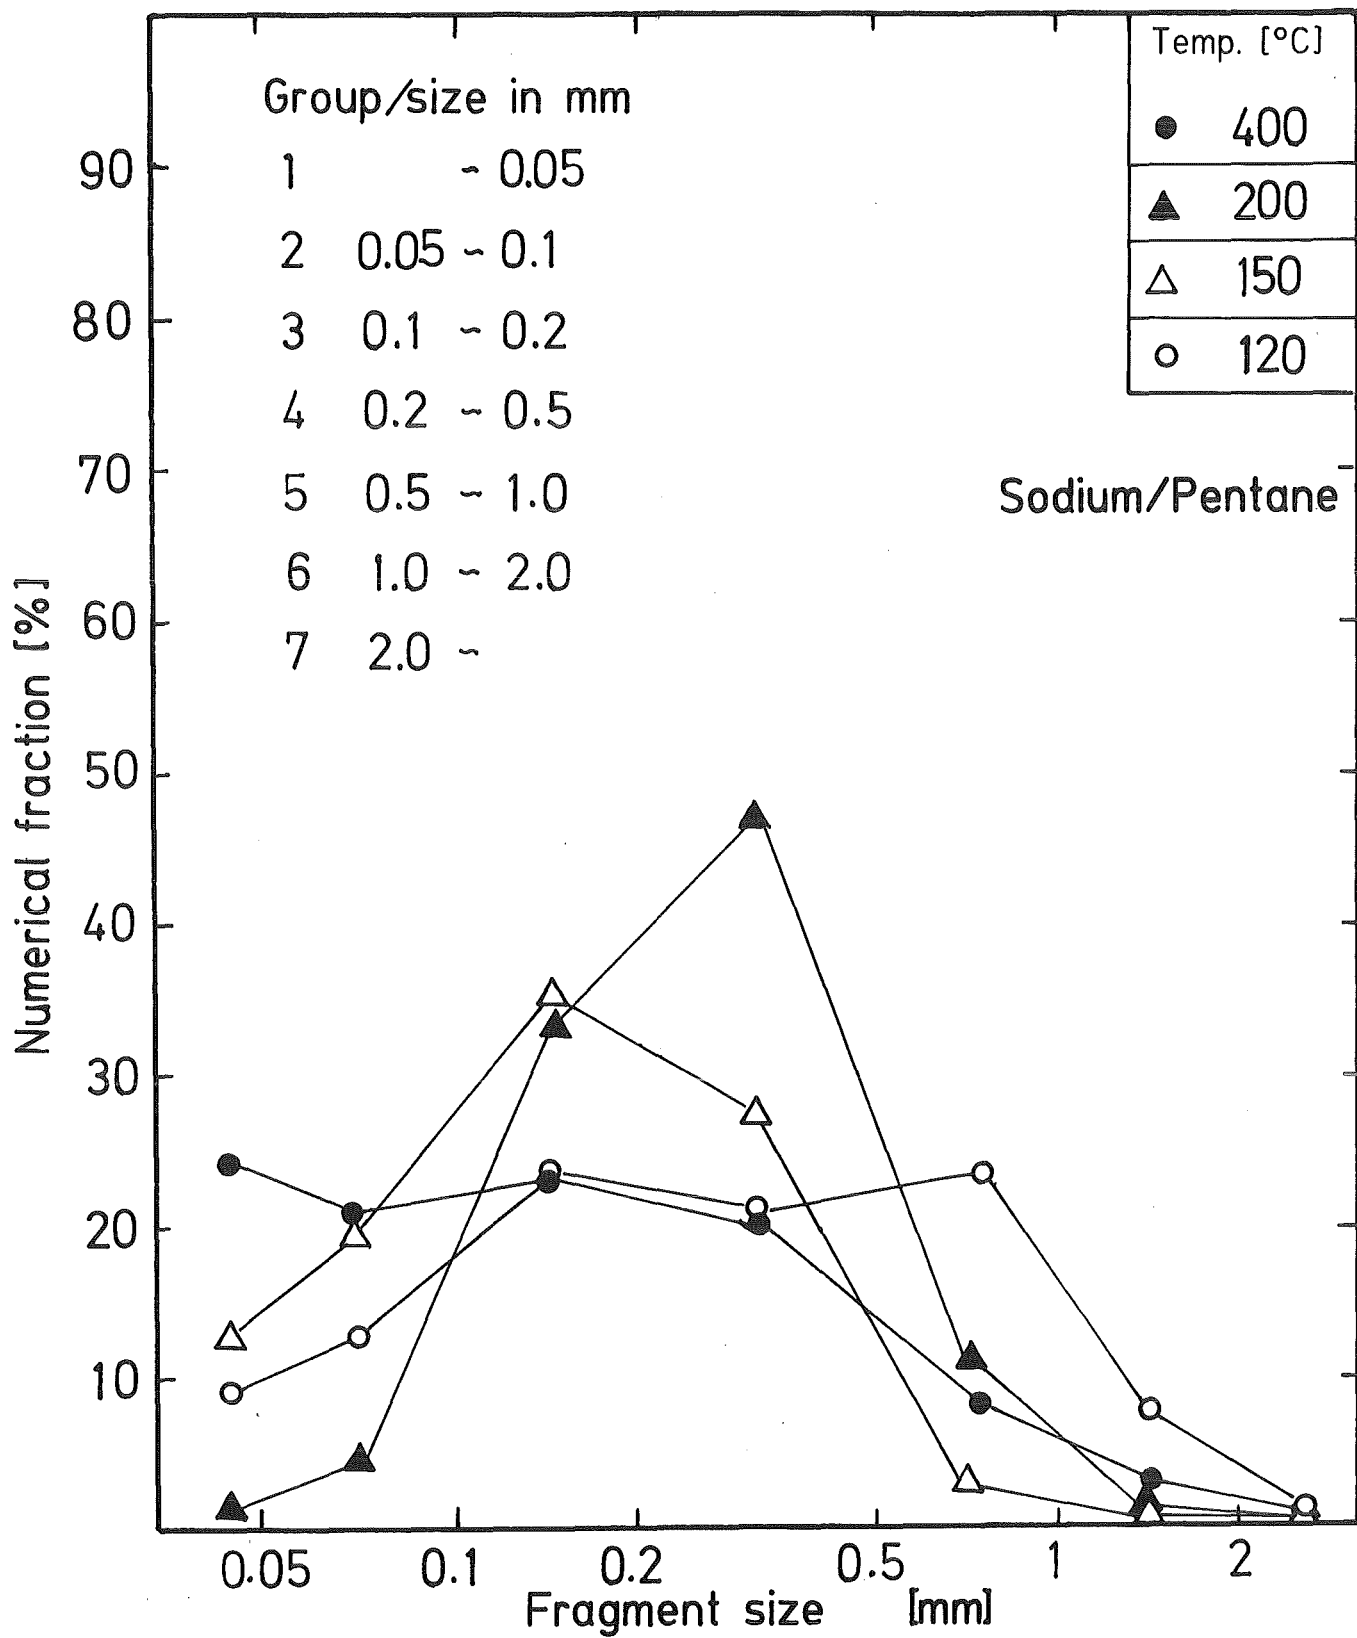 Group/size in mm
1 ~ 0.05
2 0.05 ~ 0.1
3 0.1 ~ 0.2
4 0.2 ~ 0.5
5 0.5 ~ 1.0
6 1.0 ~ 2.0
7 2.0 ~
Temp. [°C]
● 400
▲ 200
△ 150
○ 120
Sodium/Pentane
Numerical fraction [%]
90
80
70
60
50
40
30
20
10
0.05 0.1 0.2 0.5 1 2
Fragment size [mm]